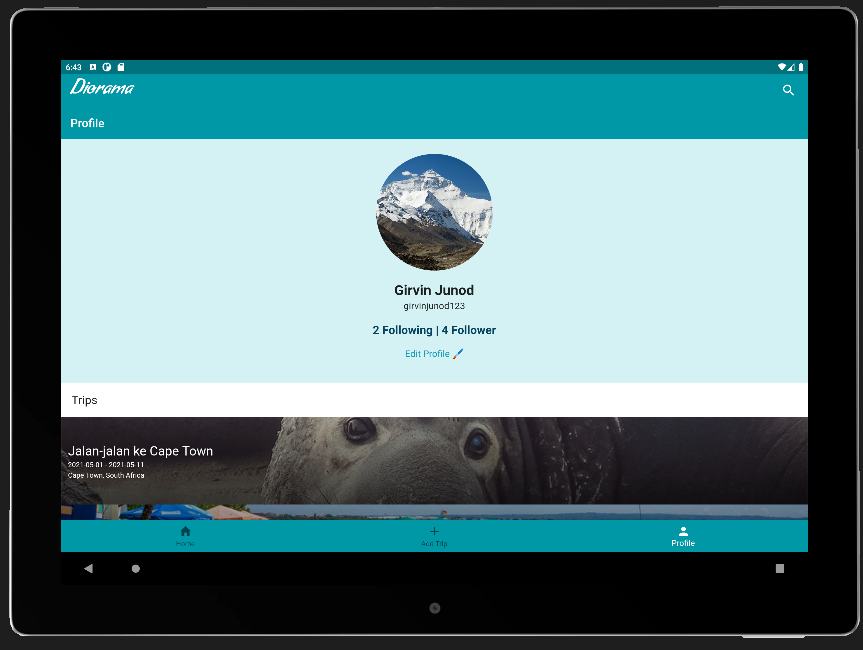 6:43
Diorama
Profile
Girvin Junod
girvinjunod123
2 Following | 4 Follower
Edit Profile
Trips
Jalan-jalan ke Cape Town
2021-05-01 - 2021-05-11
Cape Town, South Africa
Home
Add Trip
Profile